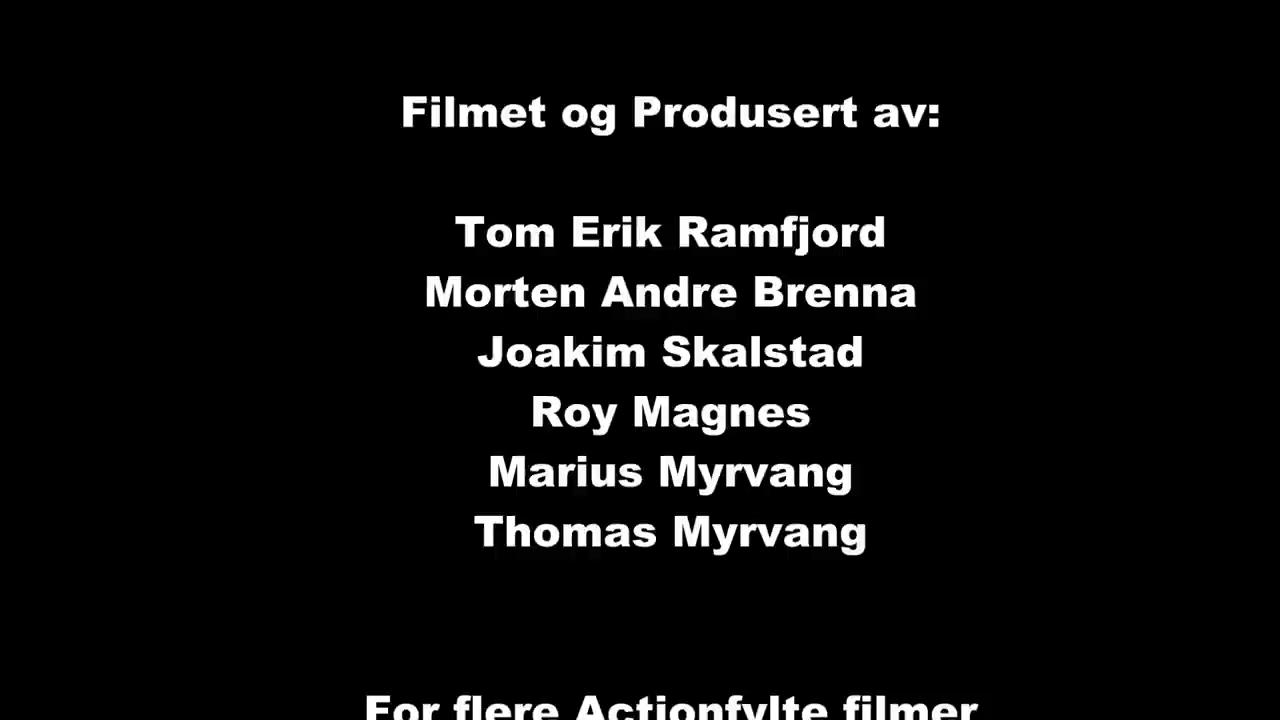 Filmet og Produsert av:
Tom Erik Ramfjord
Morten Andre Brenna
Joakim Skalstad
Roy Magnes
Marius Myrvang
Thomas Myrvang
For flere Actionfylte filmer